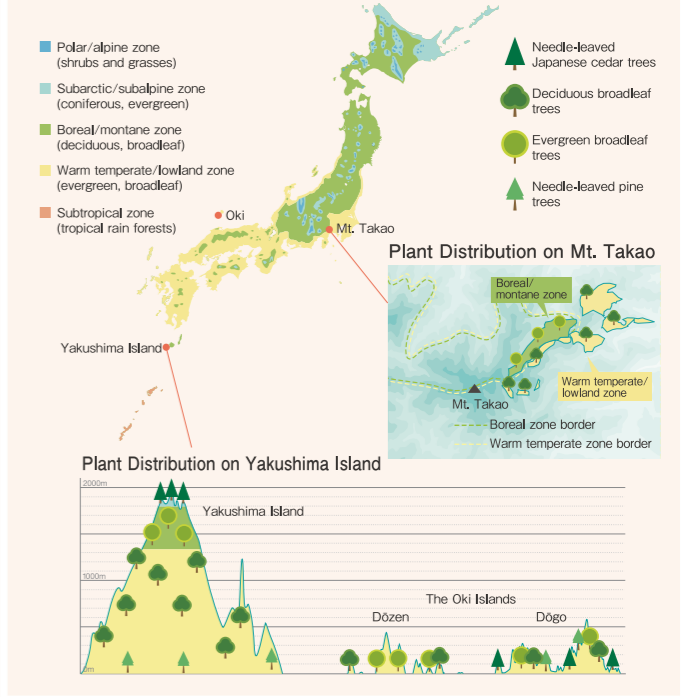 Polar/alpine zone
(shrubs and grasses)
Subarctic/subalpine zone
(coniferous, evergreen)
Boreal/montane zone
(deciduous, broadleaf)
Warm temperate/lowland zone
(evergreen, broadleaf)
Subtropical zone
(tropical rain forests)
Needle-leaved
Japanese cedar trees
Deciduous broadleaf
trees
Evergreen broadleaf
trees
Needle-leaved pine
trees
Oki
Mt. Takao
Yakushima Island
Plant Distribution on Mt. Takao
Boreal/
montane zone
Warm temperate/
lowland zone
Mt. Takao
Boreal zone border
Warm temperate zone border
Plant Distribution on Yakushima Island
2000m
Yakushima Island
1000m
The Oki Islands
Dōzen
Dōgo
0m